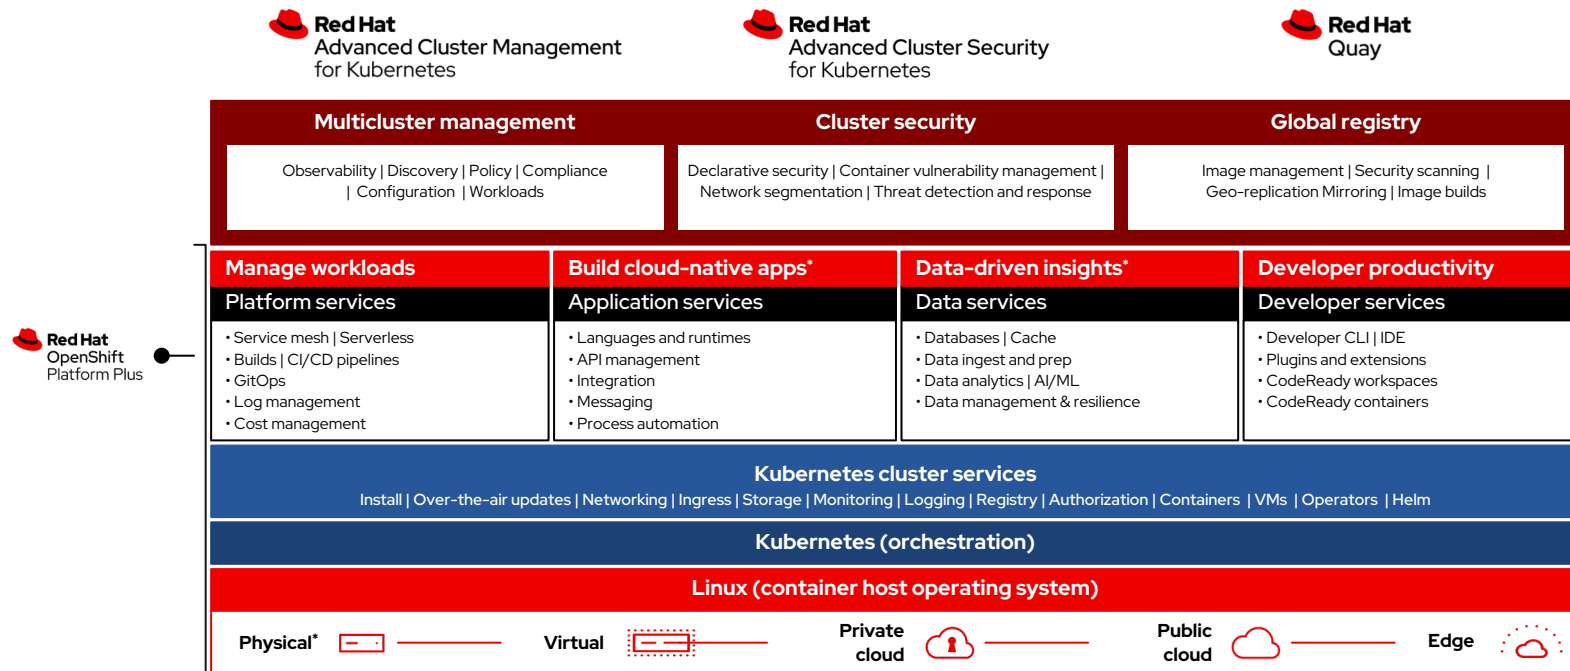 Red Hat
Advanced Cluster Management
for Kubernetes
Red Hat
Advanced Cluster Security
for Kubernetes
Red Hat
Quay
Multicluster management
Observability | Discovery | Policy | Compliance
| Configuration | Workloads
Cluster security
Declarative security | Container vulnerability management |
Network segmentation | Threat detection and response
Global registry
Image management | Security scanning |
Geo-replication Mirroring | Image builds
Red Hat
OpenShift
Platform Plus
Manage workloads
Platform services
• Service mesh | Serverless
• Builds | CI/CD pipelines
• GitOps
• Log management
• Cost management
Build cloud-native apps*
Application services
• Languages and runtimes
• API management
• Integration
• Messaging
• Process automation
Data-driven insights*
Data services
• Databases | Cache
• Data ingest and prep
• Data analytics | AI/ML
• Data management & resilience
Developer productivity
Developer services
• Developer CLI | IDE
• Plugins and extensions
• CodeReady workspaces
• CodeReady containers
Kubernetes cluster services
Install | Over-the-air updates | Networking | Ingress | Storage | Monitoring | Logging | Registry | Authorization | Containers | VMs | Operators | Helm
Kubernetes (orchestration)
Linux (container host operating system)
Physical*
Virtual
Private
cloud
Public
cloud
Edge